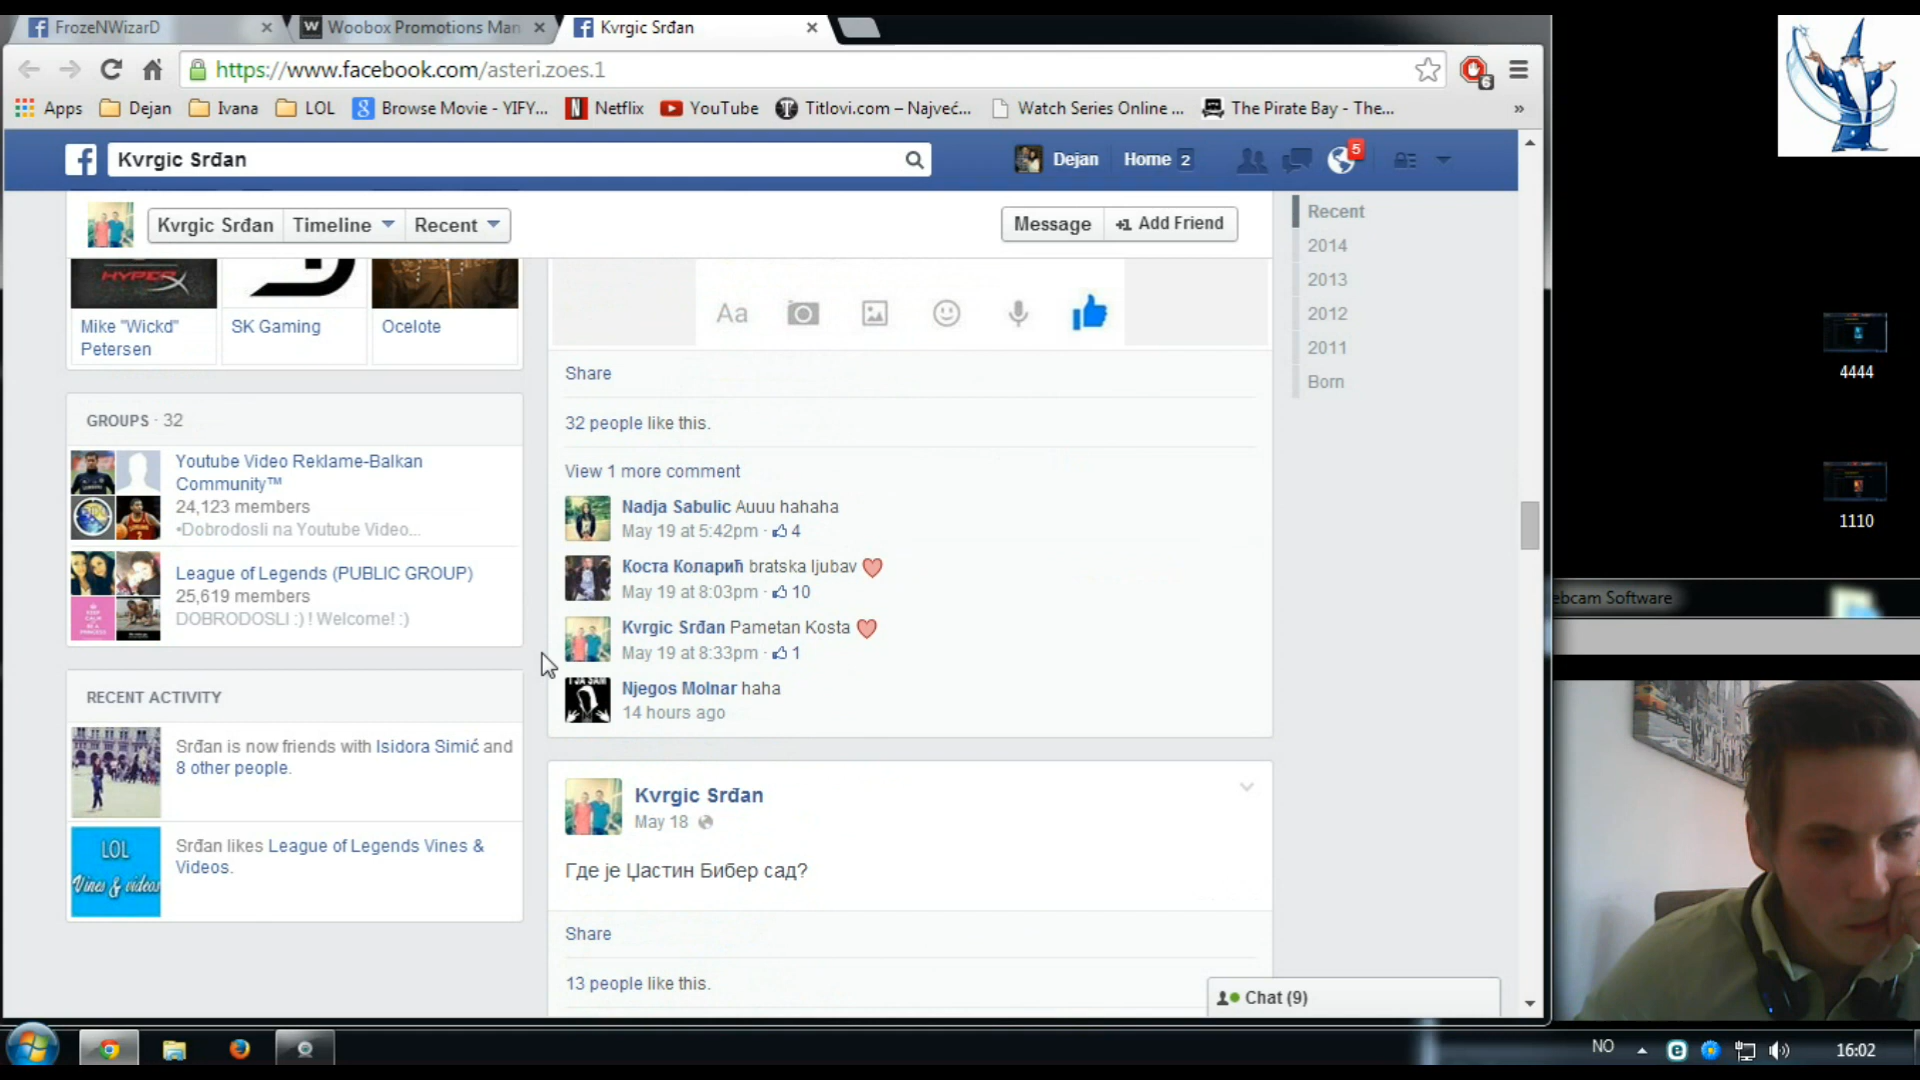 FrozeNWizarD
Woobox Promotions Man
Kvrgic Srđan
https://www.facebook.com/asteri.zoes.1
6
Apps
Dejan
Ivana
LOL
Browse Movie - YIFY...
Netflix
YouTube
Titlovi.com – Najveć...
Watch Series Online ...
The Pirate Bay - The...
»
Kvrgic Srđan
Dejan
Home 2
5
Kvrgic Srđan
Timeline
Recent
Message
+1 Add Friend
Recent
2014
2013
2012
2011
Born
HYPERX
Mike "Wickd" Petersen
SK Gaming
Ocelote
Aa
Share
32 people like this.
View 1 more comment
Nadja Sabulic Auuu hahaha
May 19 at 5:42pm · 4
Коста Коларић bratska ljubav
May 19 at 8:03pm · 10
Kvrgic Srđan Pametan Kosta
May 19 at 8:33pm · 1
Njegos Molnar haha
14 hours ago
GROUPS · 32
Youtube Video Reklame-Balkan
Community™
24,123 members
•Dobrodosli na Youtube Video...
League of Legends (PUBLIC GROUP)
25,619 members
DOBRODOSLI :) ! Welcome! :)
RECENT ACTIVITY
Srđan is now friends with Isidora Simić and
8 other people.
LOL
Vines & videos
Srđan likes League of Legends Vines &
Videos.
Kvrgic Srđan
May 18
Где је Џастин Бибер сад?
Share
13 people like this.
Chat (9)
4444
1110
ebcam Software
NO
16:02